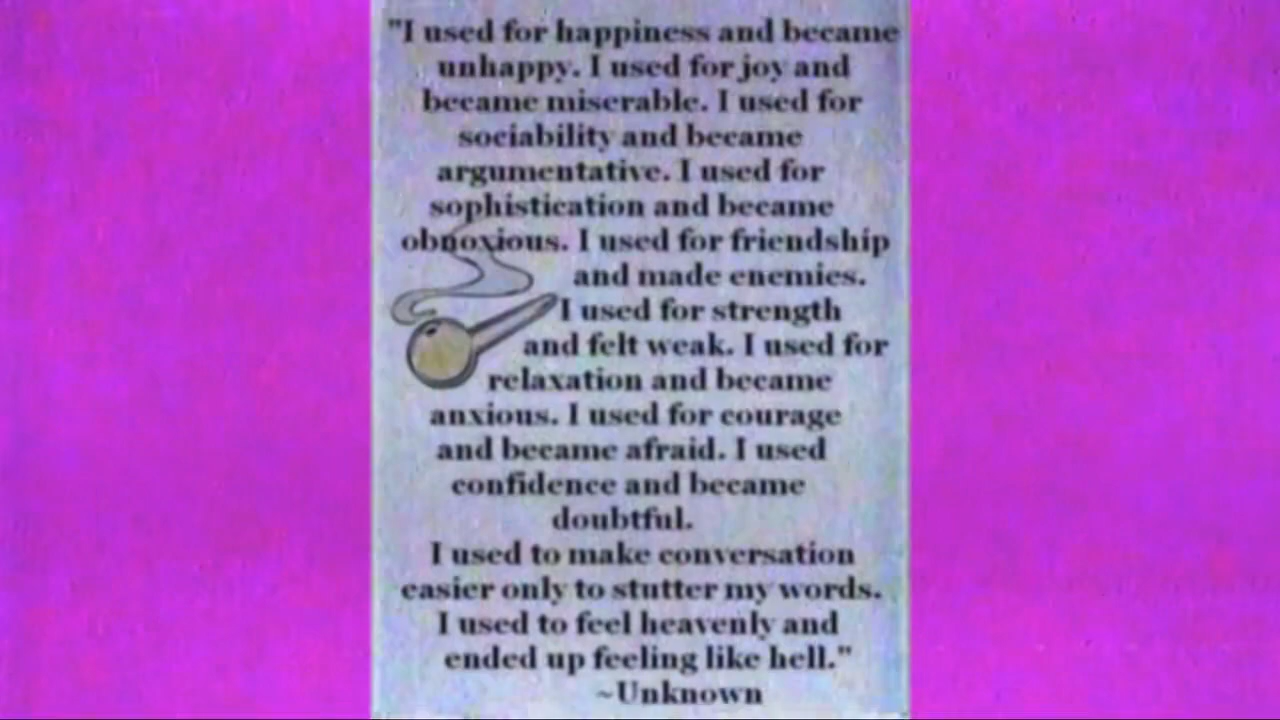 "I used for happiness and became
unhappy. I used for joy and
became miserable. I used for
sociability and became
argumentative. I used for
sophistication and became
obnoxious. I used for friendship
and made enemies.
I used for strength
and felt weak. I used for
relaxation and became
anxious. I used for courage
and became afraid. I used
confidence and became
doubtful.
I used to make conversation
easier only to stutter my words.
I used to feel heavenly and
ended up feeling like hell."
~Unknown